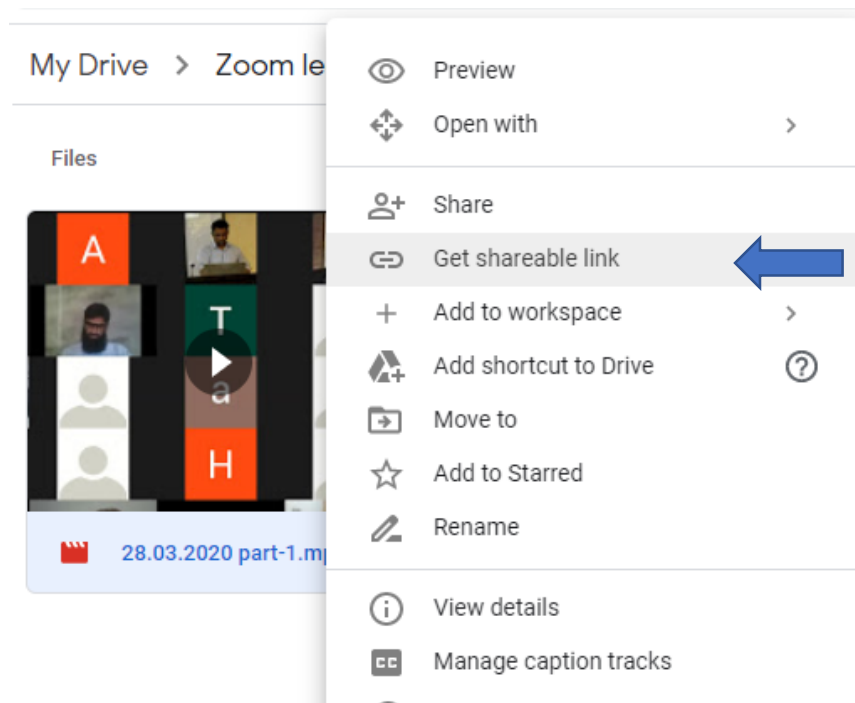 My Drive > Zoom le
Files
A
T
a
H
28.03.2020 part-1.mp
Preview
Open with
Share
Get shareable link
Add to workspace
Add shortcut to Drive
Move to
Add to Starred
Rename
View details
CC Manage caption tracks